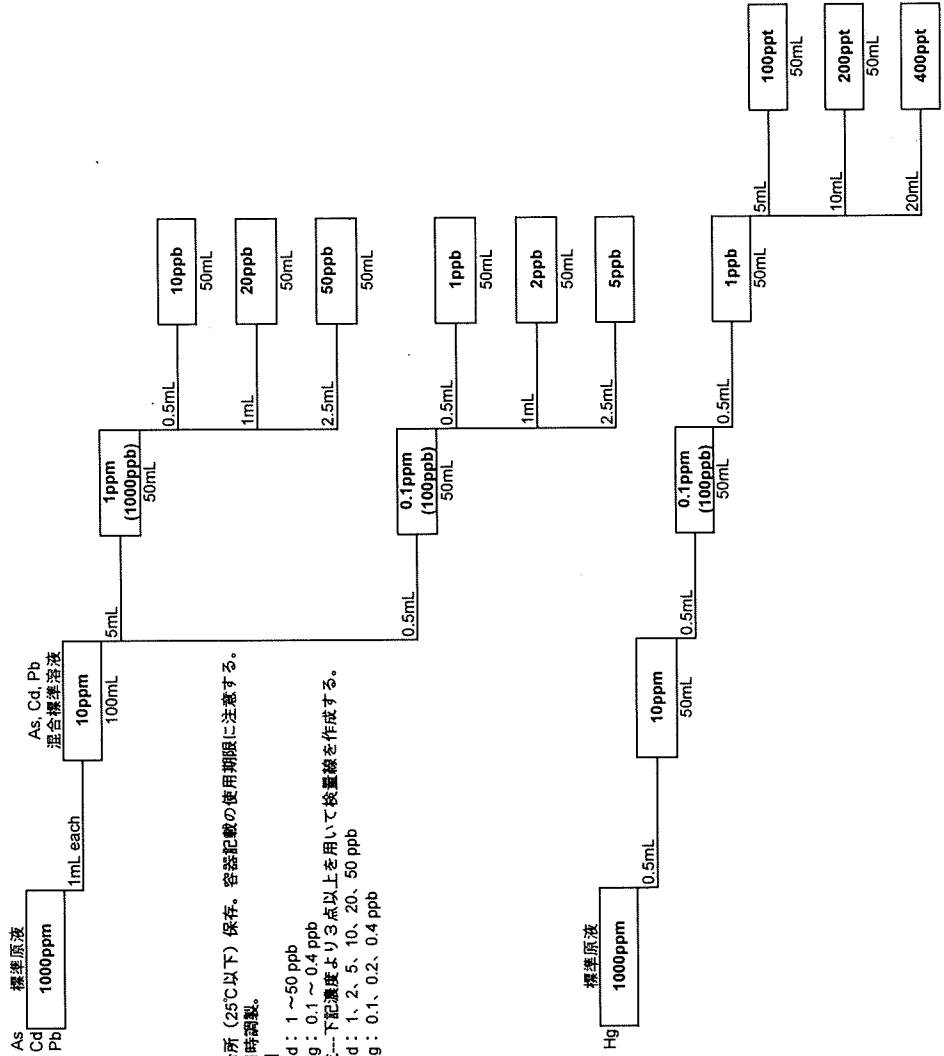 As
Cd
Pb
標準原液
1000ppm
1mL each
As, Cd, Pb
混合標準溶液
10ppm
100mL
5mL
1ppm
(1000ppb)
50mL
0.5mL
10ppb
50mL
1mL
20ppb
50mL
2.5mL
50ppb
50mL
0.5mL
0.1ppm
(100ppb)
50mL
0.5mL
1ppb
50mL
1mL
2ppb
50mL
2.5mL
5ppb
所（25℃以下）保存。容器記載の使用期限に注意する。
時調製。
d：1～50 ppb
g：0.1～0.4 ppb
下記濃度より３点以上を用いて検量線を作成する。
d：1、2、5、10、20、50 ppb
g：0.1、0.2、0.4 ppb
Hg
標準原液
1000ppm
0.5mL
10ppm
50mL
0.5mL
0.1ppm
(100ppb)
50mL
0.5mL
1ppb
50mL
5mL
100ppt
50mL
10mL
200ppt
50mL
20mL
400ppt